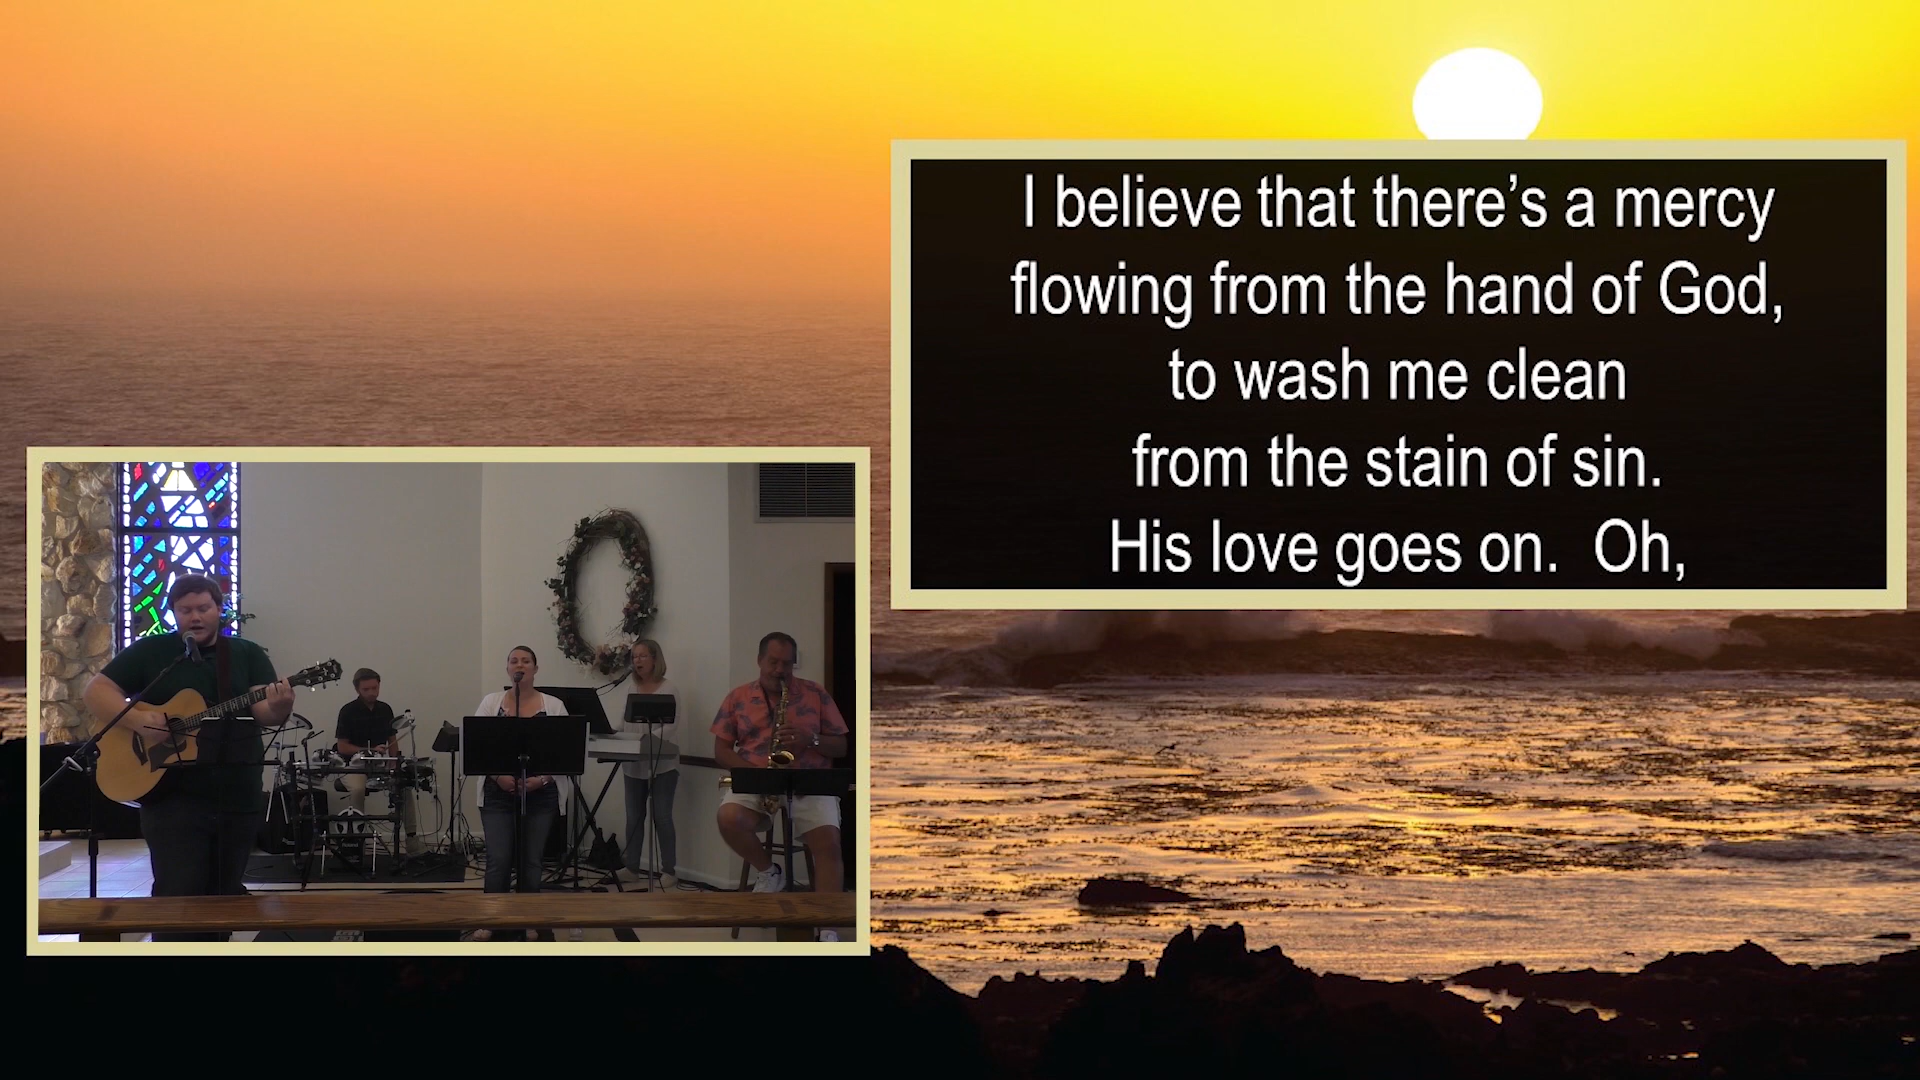 I believe that there’s a mercy
flowing from the hand of God,
to wash me clean
from the stain of sin.
His love goes on.  Oh,